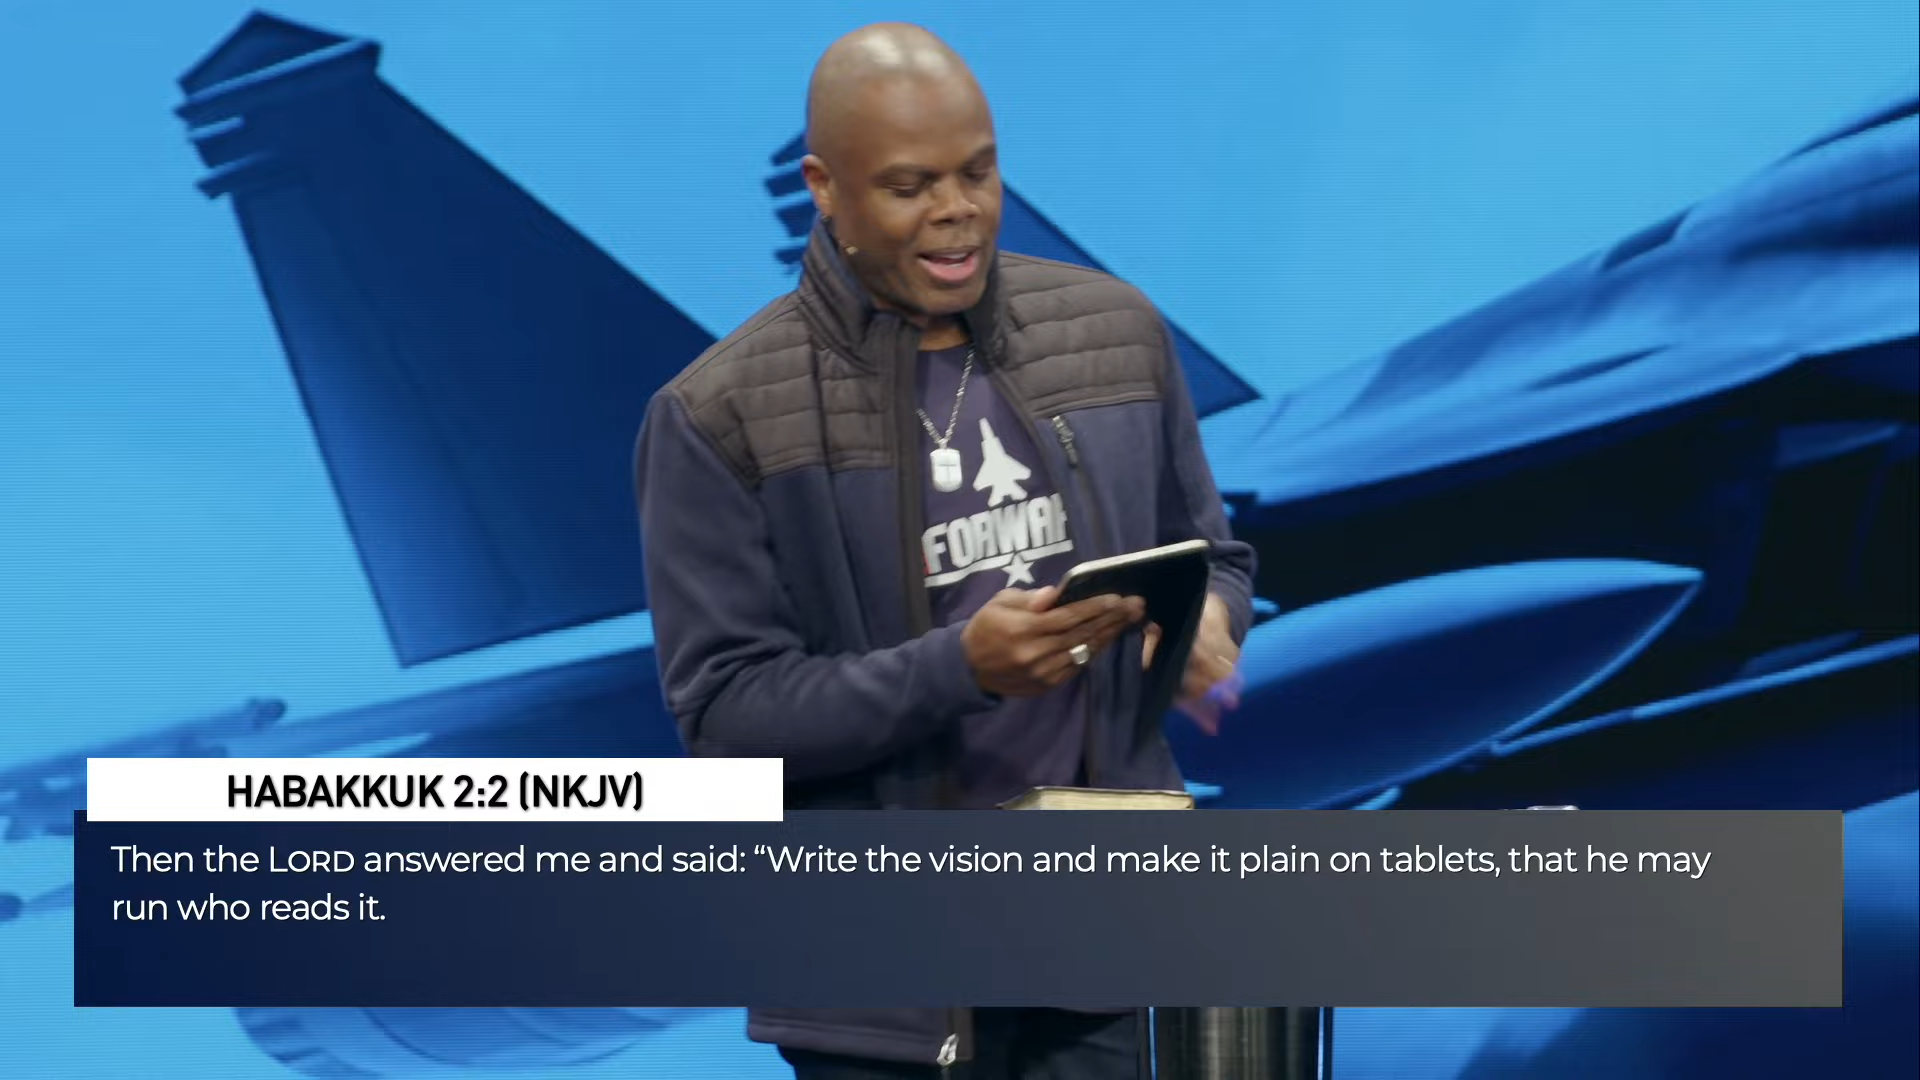 FORWAR
HABAKKUK 2:2 (NKJV)
Then the LORD answered me and said: “Write the vision and make it plain on tablets, that he may
run who reads it.